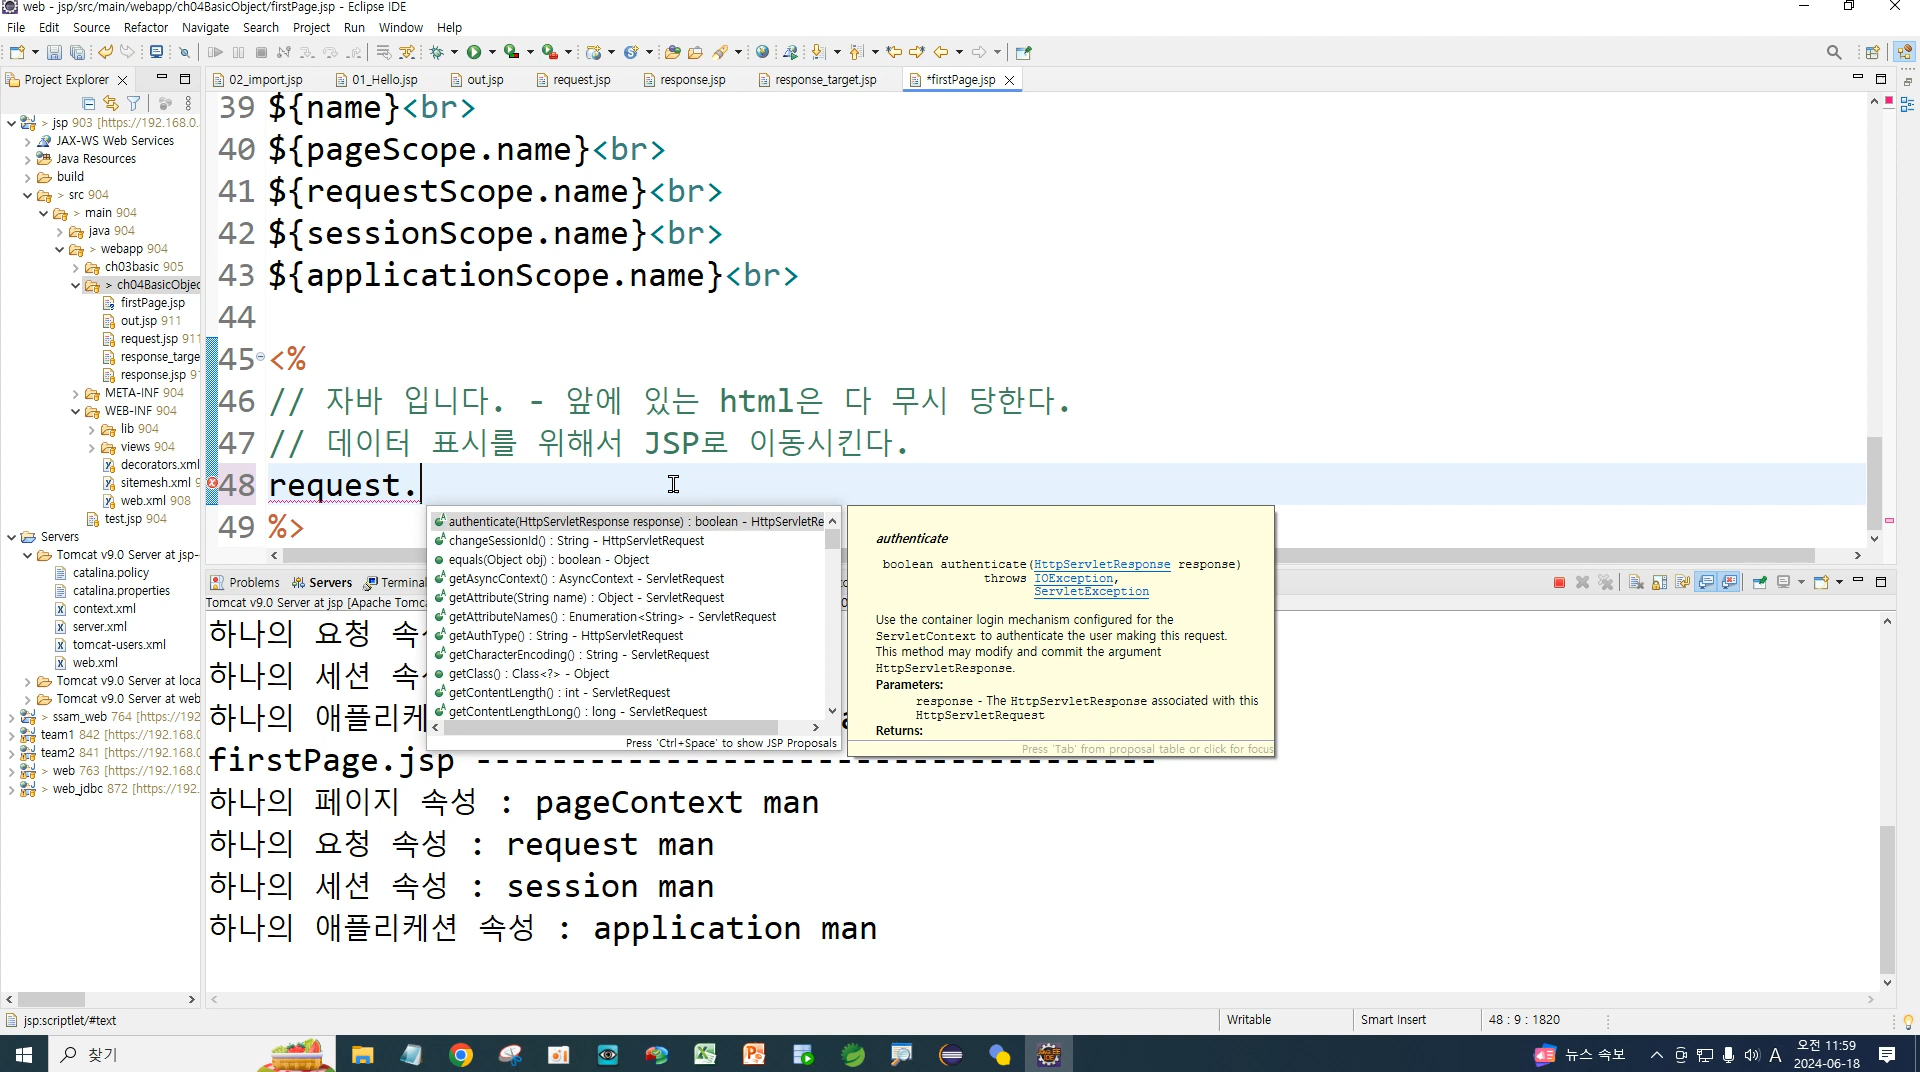 web - jsp/src/main/webapp/ch04BasicObject/firstPage.jsp - Eclipse IDE
File Edit Source Refactor Navigate Search Project Run Window Help
Project Explorer
02_import.jsp 01_Hello.jsp out.jsp request.jsp response.jsp response_target.jsp *firstPage.jsp
> jsp 903 [https://192.168.0.
JAX-WS Web Services
Java Resources
build
> src 904
> main 904
java 904
> webapp 904
ch03basic 905
> ch04BasicObjec
firstPage.jsp
out.jsp 911
request.jsp 911
response_targe
response.jsp 91
META-INF 904
WEB-INF 904
lib 904
views 904
decorators.xml
sitemesh.xml 9
web.xml 908
test.jsp 904
Servers
Tomcat v9.0 Server at jsp-
catalina.policy
catalina.properties
context.xml
server.xml
tomcat-users.xml
web.xml
Tomcat v9.0 Server at loca
Tomcat v9.0 Server at web
> ssam_web 764 [https://192
team1 842 [https://192.168.0
team2 841 [https://192.168.0
> web 763 [https://192.168.0
> web_jdbc 872 [https://192.
39 ${name}<br>
40 ${pageScope.name}<br>
41 ${requestScope.name}<br>
42 ${sessionScope.name}<br>
43 ${applicationScope.name}<br>
44
45 <%
46 // 자바 입니다. - 앞에 있는 html은 다 무시 당한다.
47 // 데이터 표시를 위해서 JSP로 이동시킨다.
48 request.
49 %>
authenticate(HttpServletResponse response) : boolean - HttpServletRe
changeSessionId() : String - HttpServletRequest
equals(Object obj) : boolean - Object
getAsyncContext() : AsyncContext - ServletRequest
getAttribute(String name) : Object - ServletRequest
getAttributeNames() : Enumeration<String> - ServletRequest
getAuthType() : String - HttpServletRequest
getCharacterEncoding() : String - ServletRequest
getClass() : Class<?> - Object
getContentLength() : int - ServletRequest
getContentLengthLong() : long - ServletRequest
Press 'Ctrl+Space' to show JSP Proposals
authenticate
boolean authenticate(HttpServletResponse response)
throws IOException,
ServletException
Use the container login mechanism configured for the
ServletContext to authenticate the user making this request.
This method may modify and commit the argument
HttpServletResponse.
Parameters:
response - The HttpServletResponse associated with this
HttpServletRequest
Returns:
Press 'Tab' from proposal table or click for focus
Problems Servers Terminal
Tomcat v9.0 Server at jsp [Apache Tomc
하나의 요청 속
하나의 세션 속
하나의 애플리케
firstPage.jsp -----------------------------------
하나의 페이지 속성 : pageContext man
하나의 요청 속성 : request man
하나의 세션 속성 : session man
하나의 애플리케션 속성 : application man
jsp:scriptlet/#text
Writable Smart Insert 48 : 9 : 1820
찾기
뉴스 속보
A
오전 11:59
2024-06-18